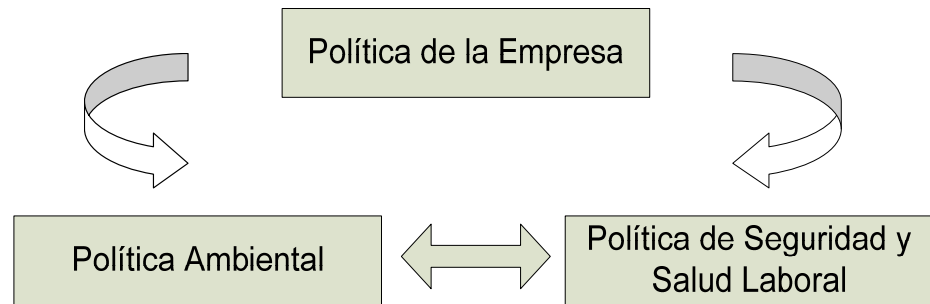 Política de la Empresa
Política Ambiental
Política de Seguridad y
Salud Laboral